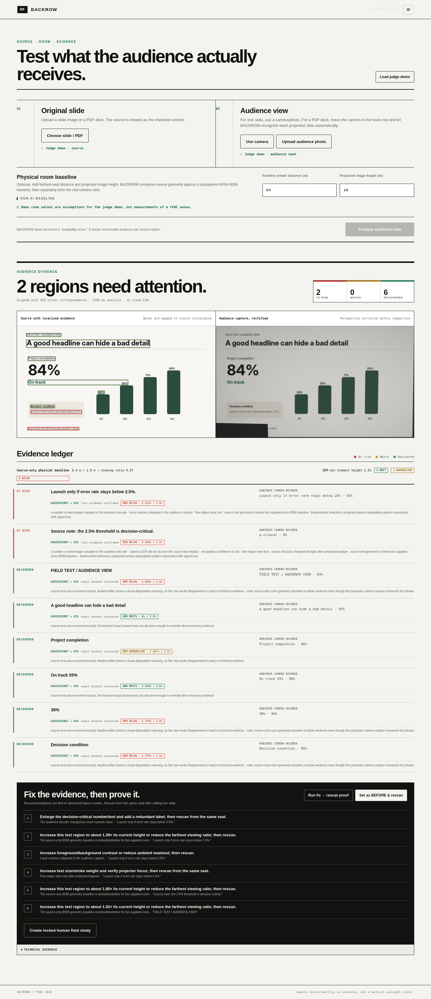 BR BACKROW
ENGINE READY
ID
SOURCE → ROOM → EVIDENCE
Test what the audience actually
receives.
Load judge demo
01
Original slide
Upload a slide image or a PDF deck. The source is treated as the intended content.
Choose slide / PDF
✓ Judge demo · source
02
Audience view
For one slide, use a camera/photo. For a PDF deck, leave the camera in the back row and let
BACKROW recognize each projected slide automatically.
Use camera
Upload audience photo
✓ Judge demo · audience seat
Physical room baseline
Optional. Add farthest-seat distance and projected image height. BACKROW compares source geometry against a transparent AVIXA BDM
baseline, then separately tests the real camera view.
NON-AI BASELINE
i Demo room values are assumptions for the judge demo, not measurements of a YCWC venue.
Farthest viewer distance (m)
8.4
Projected image height (m)
1.8
BACKROW does not invent a “readability score.” It shows recoverable evidence per source region.
Analyze audience view
AUDIENCE EVIDENCE
2 regions need attention.
Aligned with 976 inlier correspondences · 2260 ms analysis · no cloud LLM.
2
AT RISK
0
WATCH
6
RECOVERED
Source with localized evidence
Boxes are mapped to source coordinates
FIELD TEST / AUDIENCE VIEW
A good headline can hide a bad detail
Project completion
84%
On track
38%
55%
71%
84%
Decision condition
Launch only if error rate stays below 2.5%.
W1 W2 W3 W4
Source note: the 2.5% threshold is decision-critical.
Audience capture, rectified
Perspective corrected before comparison
FIELD TEST / AUDIENCE VIEW
A good headline can hide a bad detail
Project completion
84%
On track
38%
55%
71%
84%
Decision condition
Launch only if error rate stays below 2.5%.
W1 W2 W3 W4
n-critical.
Evidence ledger
At risk Watch Recovered
Source-only physical baseline 8.4 m / 1.8 m → viewing ratio 4.67
BDM min element height 2.5% 2 MEET 1 BORDERLINE
5 BELOW
AT RISK
Launch only if error rate stays below 2.5%.
AUDIENCENET + OCR loss evidence confirmed BDM BELOW · 2.222% / 2.5%
AUDIENCE CAMERA DECODED
Launch only if error rate stays below 25% · 92%
a number or percentage changed in the audience decode · local contrast collapsed in the audience capture · fine edges were lost · source text geometry is below the supplied-room BDM baseline · AudienceNet detected a projector/camera degradation pattern associated
with signal loss
AT RISK
Source note: the 2.5% threshold is decision-critical.
AUDIENCENET + OCR loss evidence confirmed BDM BELOW · 1.556% / 2.5%
AUDIENCE CAMERA DECODED
p-criacal · 0%
a number or percentage changed in the audience decode · camera OCR did not recover the source text reliably · recognition confidence is low · fine edges were lost · source structure changed strongly after projection/capture · source text geometry is below the supplied-
room BDM baseline · AudienceNet detected a projector/camera degradation pattern associated with signal loss
RECOVERED
FIELD TEST / AUDIENCE VIEW
AUDIENCENET + OCR exact content recovered BDM BELOW · 1.889% / 2.5%
AUDIENCE CAMERA DECODED
FIELD TEST / AUDIENCE VIEW · 93%
source text was recovered exactly; AudienceNet raised a visual-degradation warning, so the raw model disagreement is kept in technical evidence · note: source-only room geometry baseline is below minimum even though this particular camera capture recovered the phrase
RECOVERED
A good headline can hide a bad detail
AUDIENCENET + OCR exact content recovered BDM MEETS · 6% / 2.5%
AUDIENCE CAMERA DECODED
A good headline can hide a bad detail · 95%
source text was recovered exactly; the learned visual channel was not decisive enough to override direct recovery evidence
RECOVERED
Project completion
AUDIENCENET + OCR exact content recovered BDM BORDERLINE · 2.667% / 2.5%
AUDIENCE CAMERA DECODED
Project completion · 96%
source text was recovered exactly; AudienceNet raised a visual-degradation warning, so the raw model disagreement is kept in technical evidence
RECOVERED
On track 55%
AUDIENCENET + OCR exact content recovered BDM MEETS · 3.556% / 2.5%
AUDIENCE CAMERA DECODED
On track 55% · 96%
source text was recovered exactly; the learned visual channel was not decisive enough to override direct recovery evidence
RECOVERED
38%
AUDIENCENET + OCR exact content recovered BDM BELOW · 1.778% / 2.5%
AUDIENCE CAMERA DECODED
38% · 94%
source text was recovered exactly; AudienceNet raised a visual-degradation warning, so the raw model disagreement is kept in technical evidence · note: source-only room geometry baseline is below minimum even though this particular camera capture recovered the phrase
RECOVERED
Decision condition
AUDIENCENET + OCR exact content recovered BDM BELOW · 1.778% / 2.5%
AUDIENCE CAMERA DECODED
Decision condition · 95%
source text was recovered exactly; AudienceNet raised a visual-degradation warning, so the raw model disagreement is kept in technical evidence · note: source-only room geometry baseline is below minimum even though this particular camera capture recovered the phrase
Fix the evidence, then prove it.
Recommendations are tied to observed failure modes. Rescan from the same seat after editing the slide.
Run fix → rescan proof
Set as BEFORE & rescan
1
Enlarge the decision-critical number/text and add a redundant label; then rescan from the same seat.
The audience decode changed an exact numeric value. · "Launch only if error rate stays below 2.5%."
2
Increase this text region to about 1.29× its current height or reduce the farthest viewing ratio; then rescan.
The source-only BDM geometry baseline is below/borderline for the supplied room. · "Launch only if error rate stays below 2.5%."
3
Increase foreground/background contrast or reduce ambient washout; then rescan.
Local contrast collapsed in the audience capture. · "Launch only if error rate stays below 2.5%."
4
Increase text size/stroke weight and verify projector focus; then rescan from the same seat.
Fine edges were lost after projection/capture. · "Launch only if error rate stays below 2.5%."
5
Increase this text region to about 1.85× its current height or reduce the farthest viewing ratio; then rescan.
The source-only BDM geometry baseline is below/borderline for the supplied room. · "Source note: the 2.5% threshold is decision-critical."
6
Increase this text region to about 1.52× its current height or reduce the farthest viewing ratio; then rescan.
The source-only BDM geometry baseline is below/borderline for the supplied room. · "FIELD TEST / AUDIENCE VIEW"
Create locked human field study
▶ TECHNICAL EVIDENCE
BACKROW / YCWC 2026
Camera recoverability is evidence, not a medical eyesight claim.